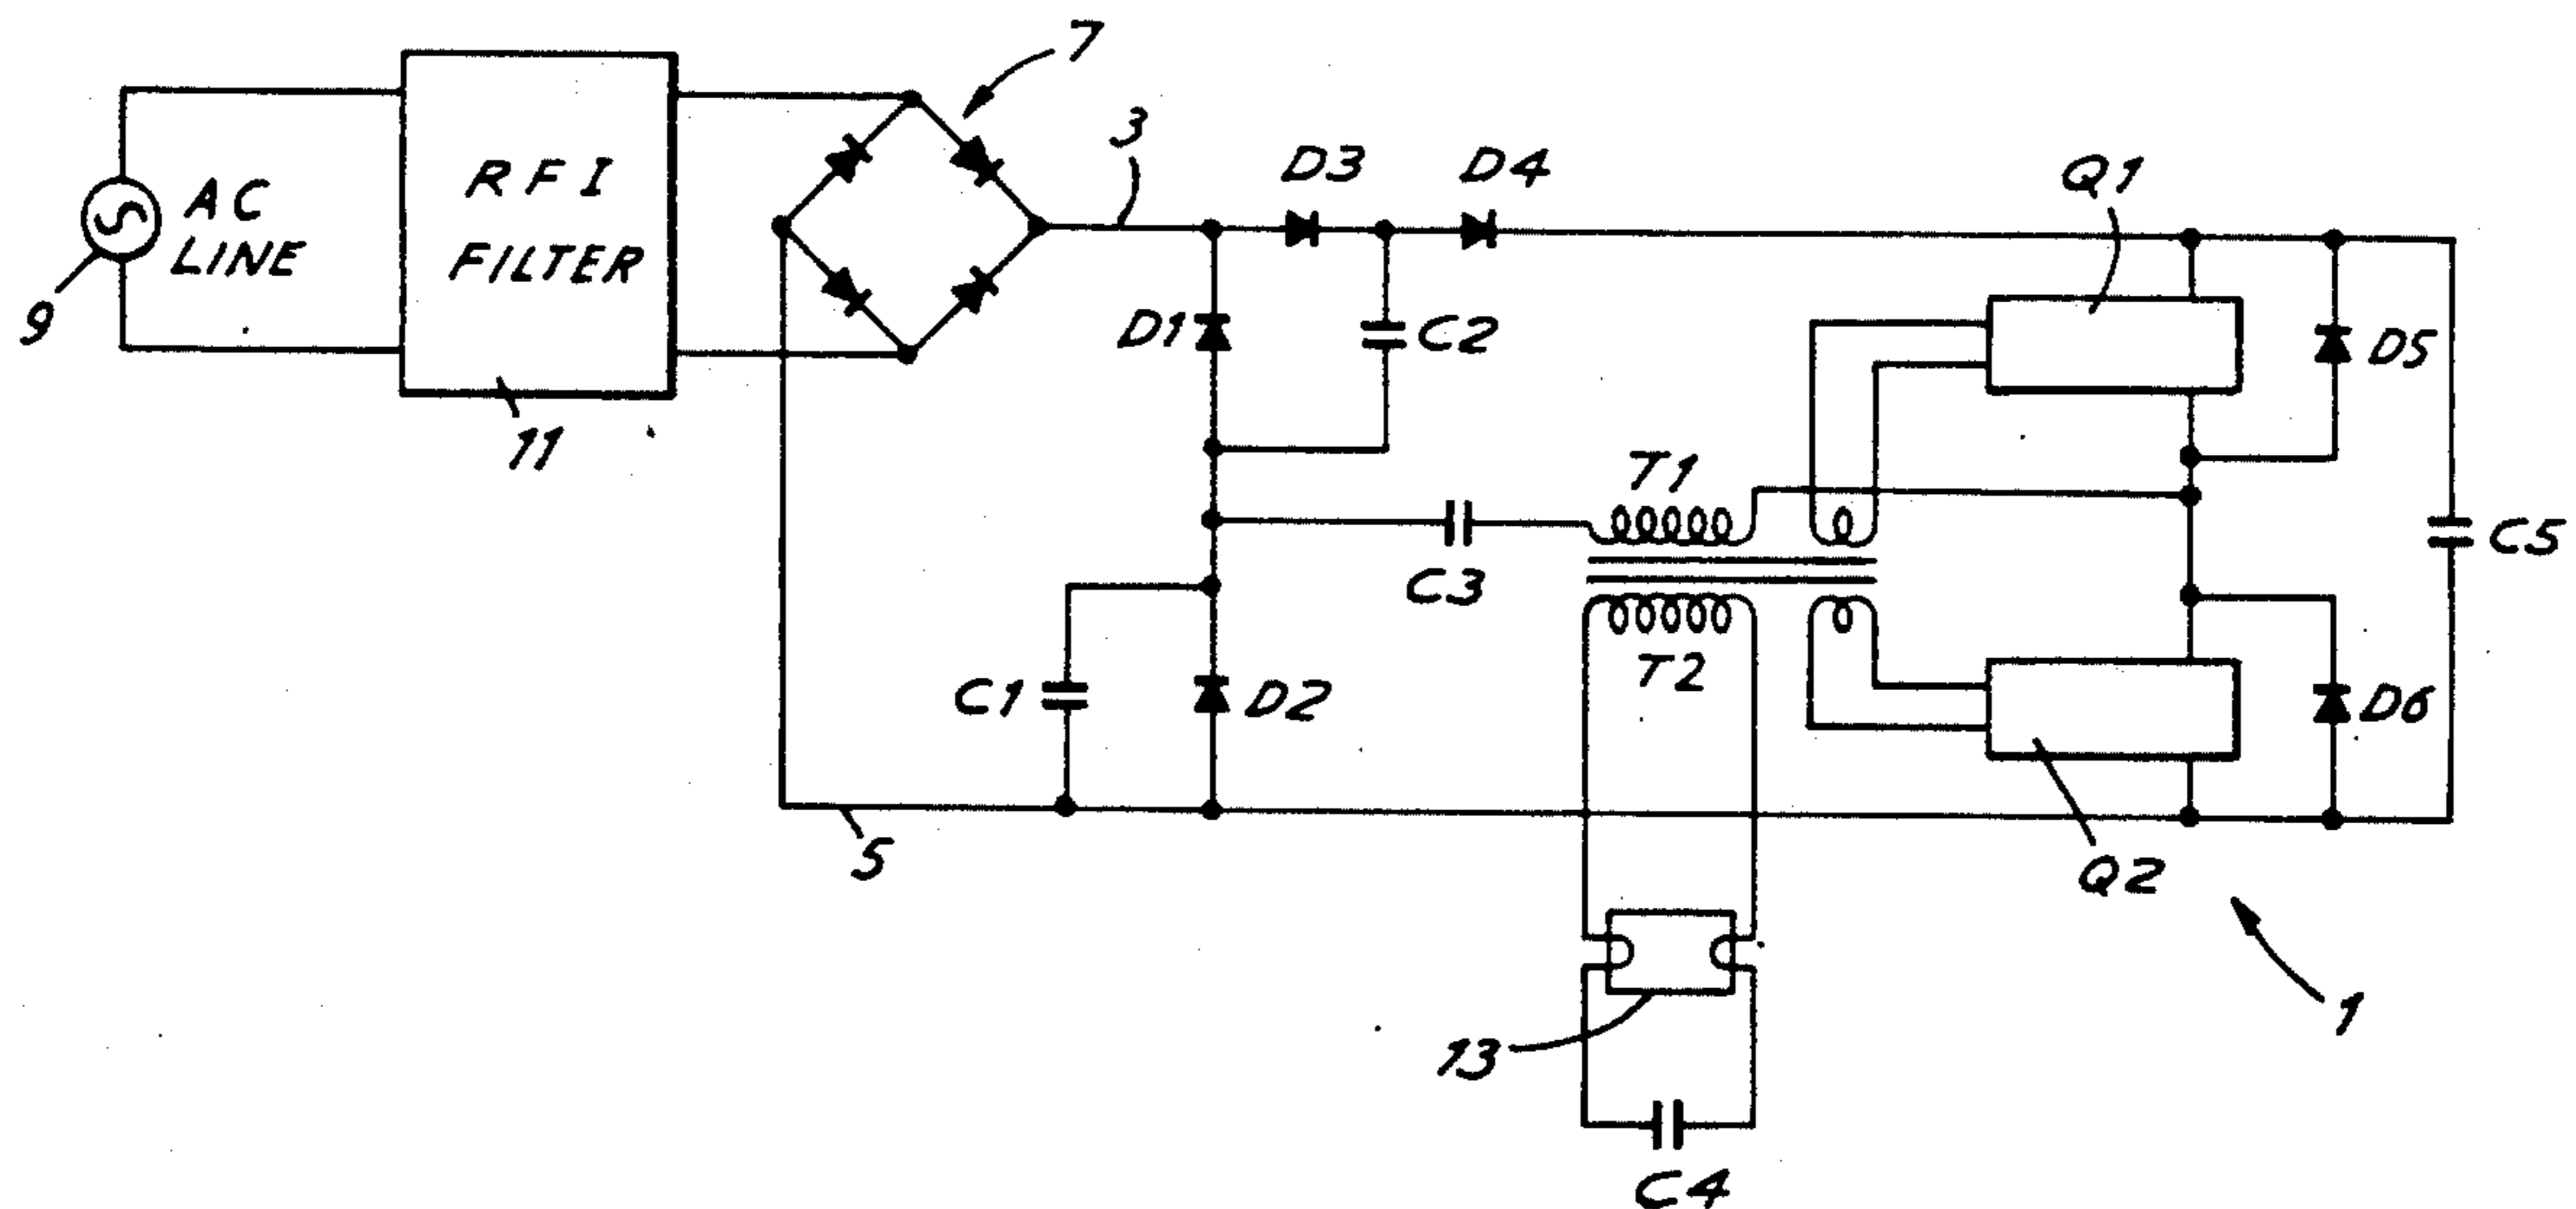 7
3
D3
D4
Q1
AC
LINE
RFI
FILTER
9
11
D1
C2
D5
T1
C5
C3
T2
C1
D2
D6
5
Q2
13
1
C4